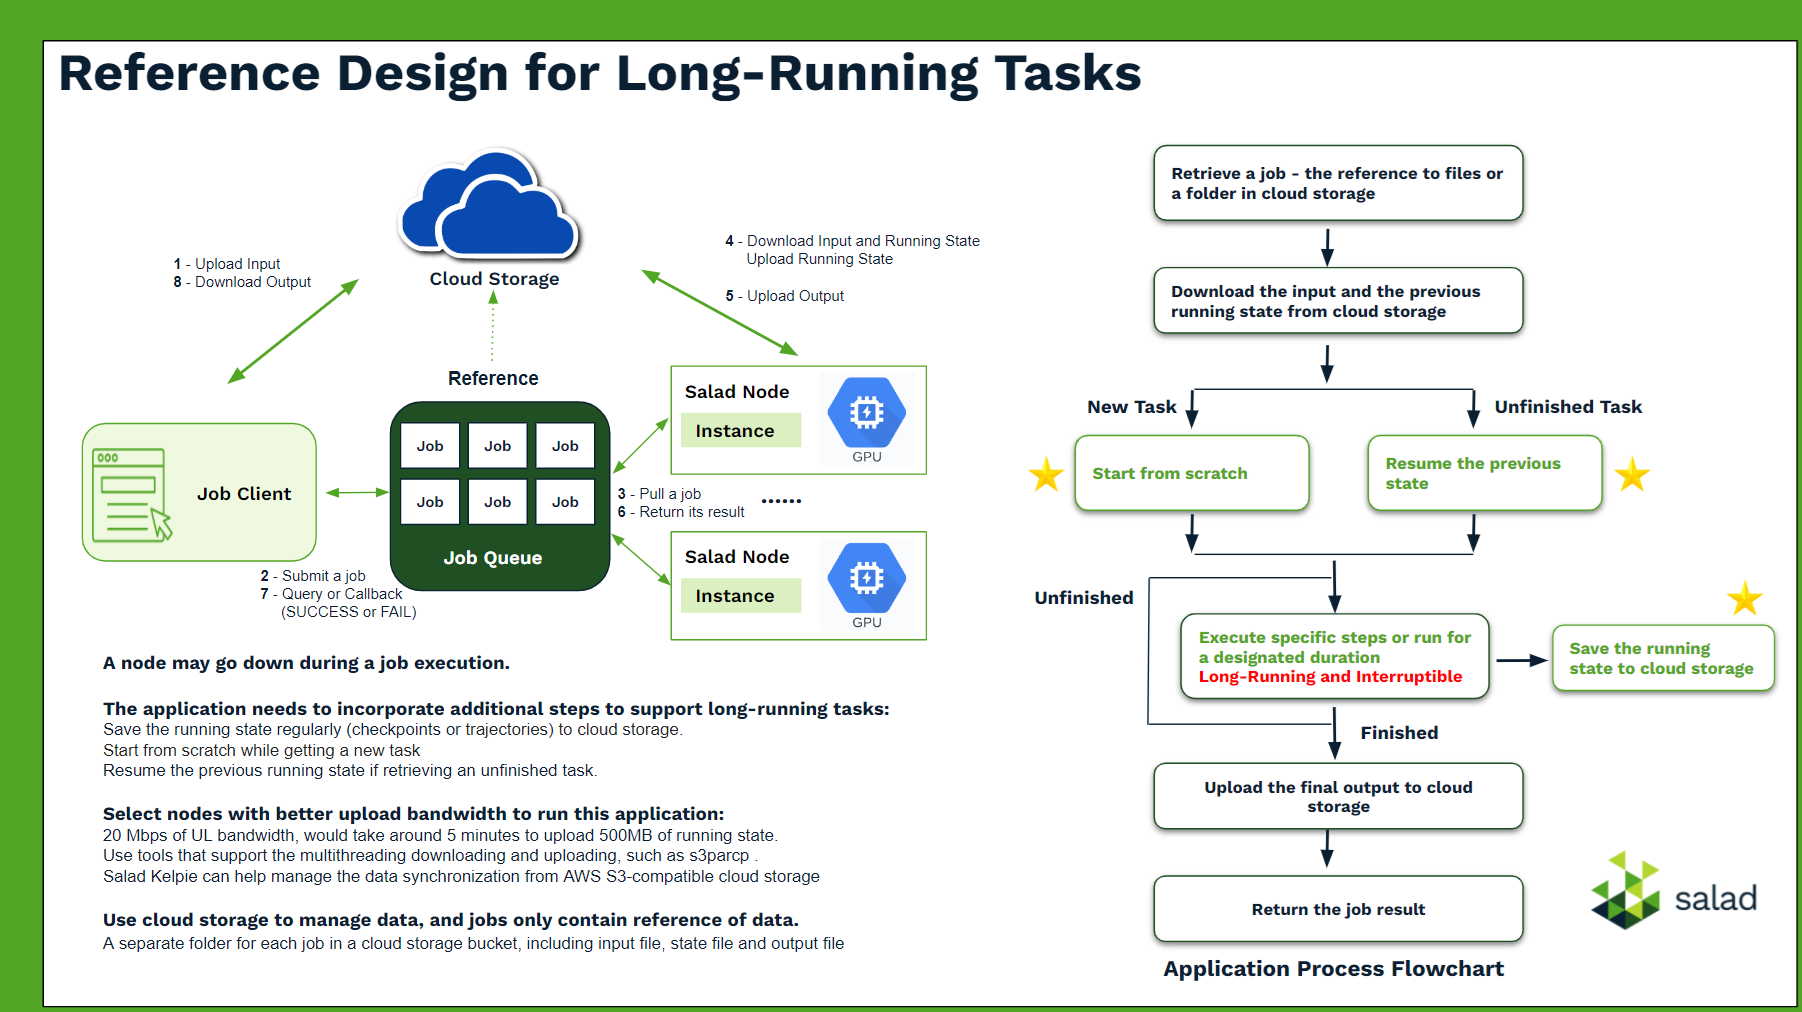 Reference Design for Long-Running Tasks
1 - Upload Input
8 - Download Output
Cloud Storage
4 - Download Input and Running State
Upload Running State
5 - Upload Output
Reference
Job Client
Job Job Job
Job Job Job
Job Queue
Salad Node
Instance
GPU
3 - Pull a job
6 - Return its result
......
Salad Node
Instance
GPU
2 - Submit a job
7 - Query or Callback
(SUCCESS or FAIL)
A node may go down during a job execution.
The application needs to incorporate additional steps to support long-running tasks:
Save the running state regularly (checkpoints or trajectories) to cloud storage.
Start from scratch while getting a new task
Resume the previous running state if retrieving an unfinished task.
Select nodes with better upload bandwidth to run this application:
20 Mbps of UL bandwidth, would take around 5 minutes to upload 500MB of running state.
Use tools that support the multithreading downloading and uploading, such as s3parcp .
Salad Kelpie can help manage the data synchronization from AWS S3-compatible cloud storage
Use cloud storage to manage data, and jobs only contain reference of data.
A separate folder for each job in a cloud storage bucket, including input file, state file and output file
Retrieve a job - the reference to files or
a folder in cloud storage
Download the input and the previous
running state from cloud storage
New Task
Unfinished Task
Start from scratch
Resume the previous
state
Unfinished
Execute specific steps or run for
a designated duration
Long-Running and Interruptible
Save the running
state to cloud storage
Finished
Upload the final output to cloud
storage
Return the job result
Application Process Flowchart
salad